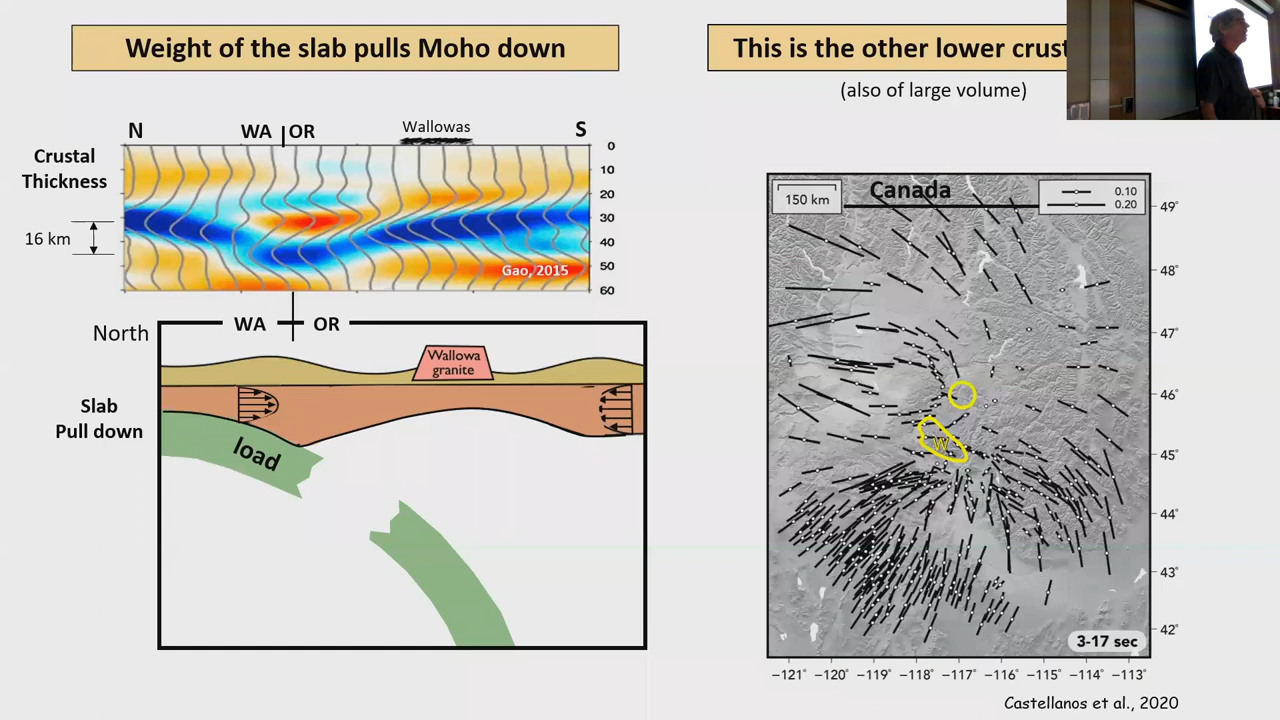 Weight of the slab pulls Moho down
N
WA
OR
Wallowas
S
Crustal
Thickness
16 km
0
10
20
30
40
50
60
Gao, 2015
North
WA
OR
Wallowa
granite
Slab
Pull down
load
This is the other lower crust
(also of large volume)
150 km
Canada
0.10
0.20
49°
48°
47°
46°
45°
44°
43°
42°
W
3-17 sec
−121° −120° −119° −118° −117° −116° −115° −114° −113°
Castellanos et al., 2020